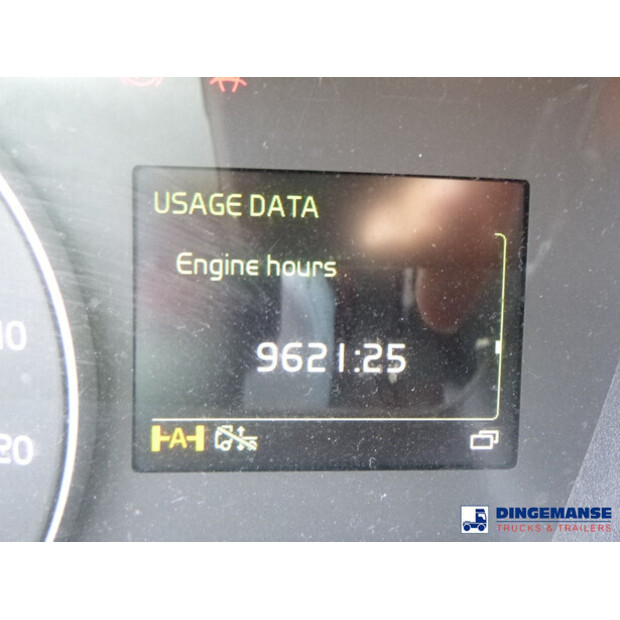 USAGE DATA
Engine hours
10
9621:25
20
A
DINGEMANSE
TRUCKS & TRAILERS